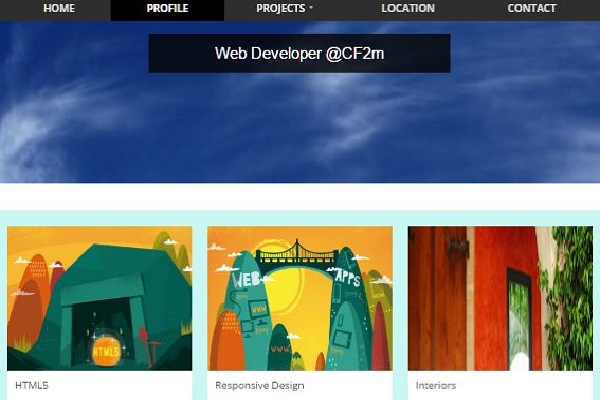 HOME PROFILE PROJECTS LOCATION CONTACT
Web Developer @CF2m
WEB APPS
HTML5
HTML5 Responsive Design Interiors